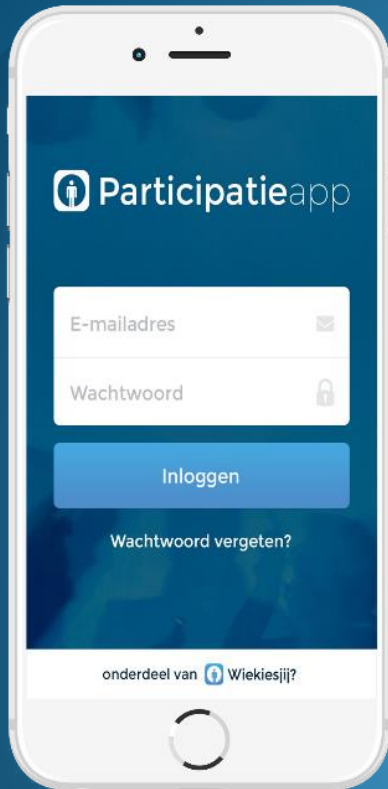 Participatieapp
E-mailadres
Wachtwoord
Inloggen
Wachtwoord vergeten?
onderdeel van Wiekiesjij?